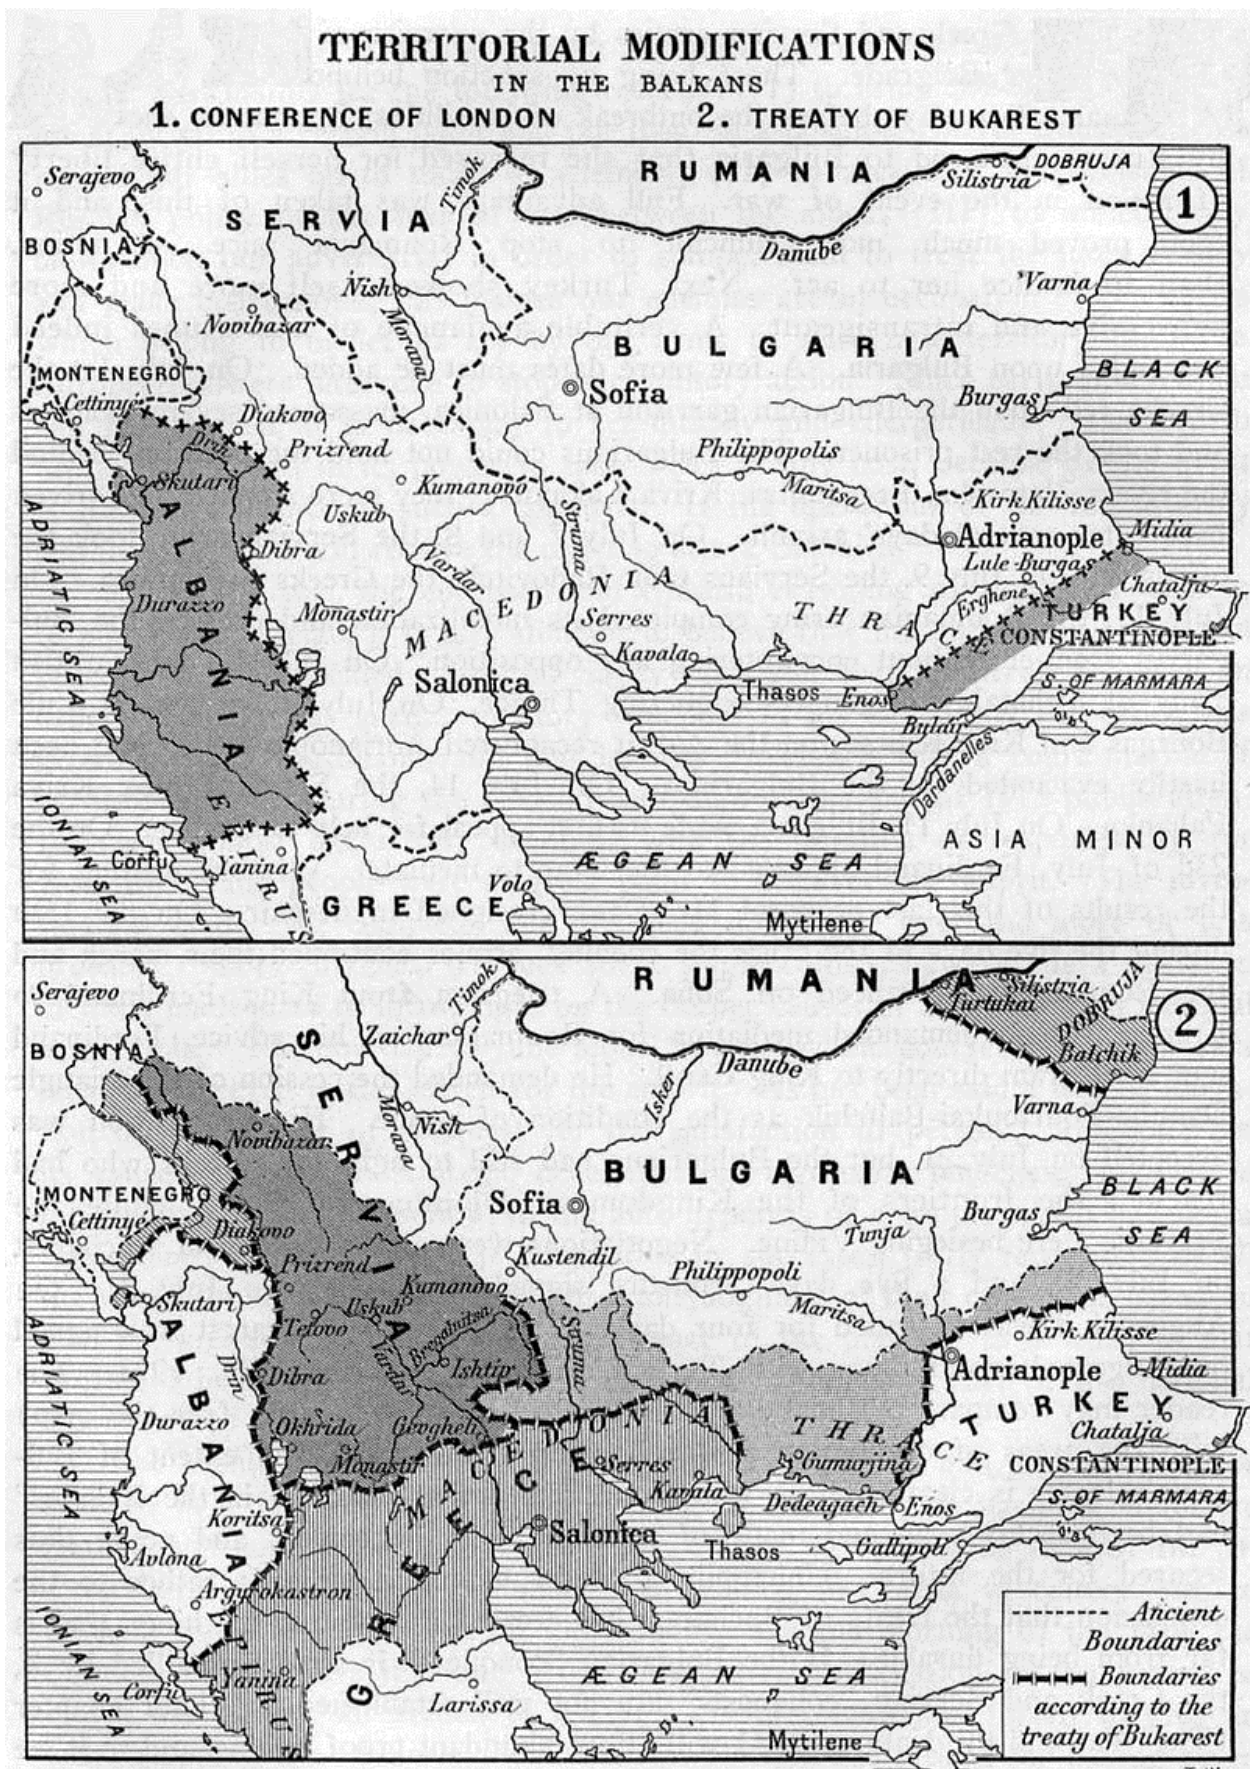 TERRITORIAL MODIFICATIONS
IN THE BALKANS
1. CONFERENCE OF LONDON 2. TREATY OF BUKAREST
1
Serajevo
BOSNIA
SERVIA
Timok
RUMANIA
Silistria
DOBRUJA
Danube
Varna
Nish
Morava
Novibazar
MONTENEGRO
Cettinye
BULGARIA
Sofia
BLACK
SEA
Burgas
Diakovo
Drin
Prizrend
Skutari
Philippopolis
Maritsa
Kumanovo
Uskub
Kirk Kilisse
Adrianople
Midia
Lule-Burgas
Chatalja
Erghene
TURKEY
CONSTANTINOPLE
ADRIATIC SEA
ALBANIA
Dibra
Durazzo
Struma
Vardar
Monastir
MACEDONIA
Serres
Kavala
THRACE
Salonica
Thasos
Enos
S. OF MARMARA
Bulair
Dardanelles
IONIAN SEA
EPIRUS
Corfu
Yanina
ÆGEAN SEA
ASIA MINOR
Volo
GREECE
Mytilene
2
Serajevo
BOSNIA
SERVIA
Zaichar
Timok
RUMANIA
Turtukai
Silistria
DOBRUJA
Baltchik
Danube
Isker
Varna
Nish
Morava
Novibazar
MONTENEGRO
Cettinye
BULGARIA
Sofia
BLACK
SEA
Burgas
Tunja
Diakovo
Prizrend
Kustendil
Kumanovo
Philippopoli
Maritsa
Skutari
Uskub
Tetovo
Bregalnitsa
Struma
Kirk Kilisse
Adrianople
Midia
ADRIATIC SEA
ALBANIA
Drin
Dibra
Vardar
Ishtip
Durazzo
Okhrida
Gevgheli
MACEDONIA
THRACE
TURKEY
Chatalja
CONSTANTINOPLE
Monastir
Serres
Gumurjina
Kavala
Dedeagach
Enos
S. OF MARMARA
Koritsa
Salonica
Thasos
Gallipoli
Avlona
Argyrokastron
GREECE
EPIRUS
IONIAN SEA
Corfu
Yanina
Larissa
ÆGEAN SEA
Mytilene
Ancient
Boundaries
Boundaries
according to the
treaty of Bukarest